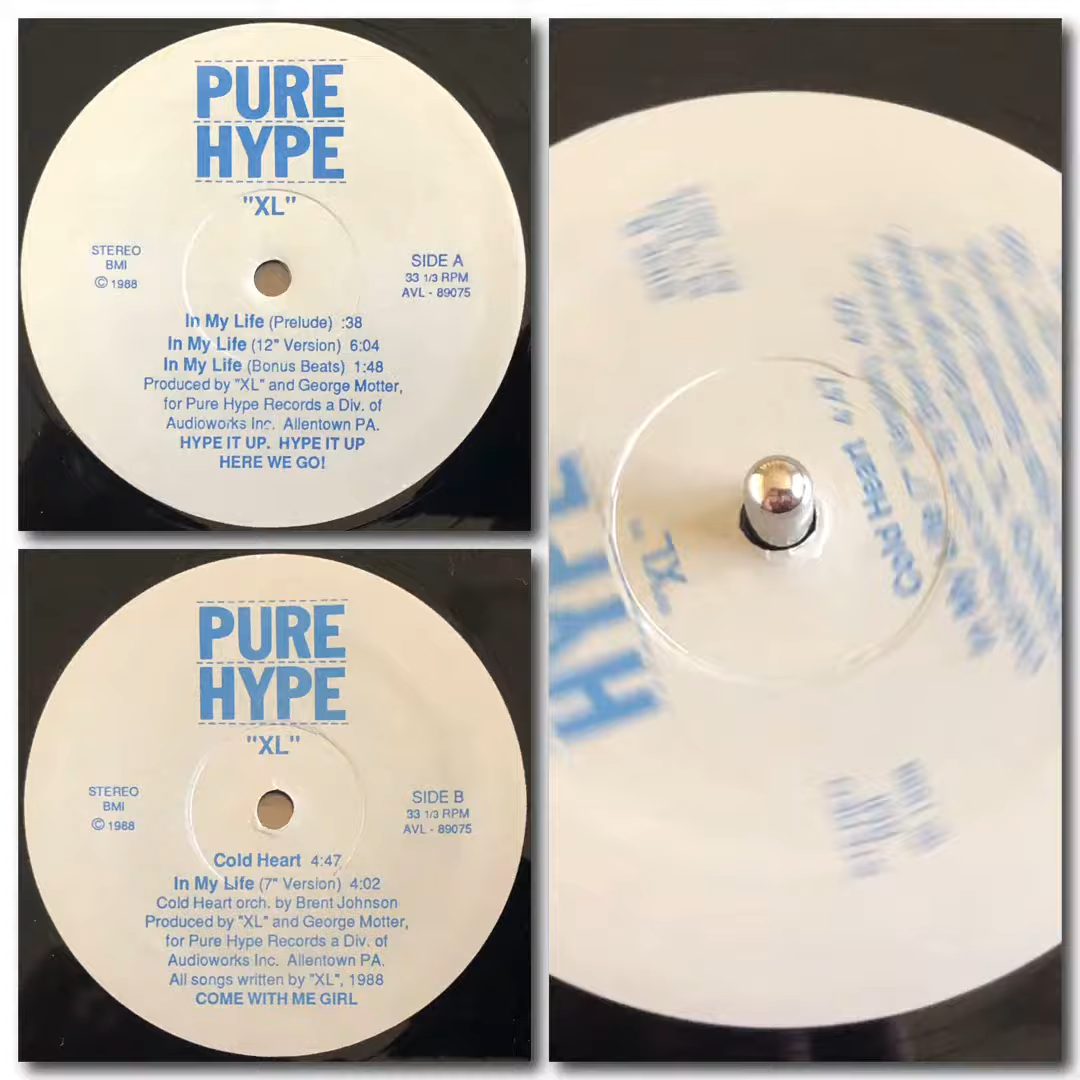 PURE
HYPE
"XL"
STEREO
BMI
© 1988
SIDE A
33 1/3 RPM
AVL - 89075
In My Life (Prelude) :38
In My Life (12" Version) 6:04
In My Life (Bonus Beats) 1:48
Produced by "XL" and George Motter,
for Pure Hype Records a Div. of
Audioworks Inc. Allentown PA.
HYPE IT UP. HYPE IT UP
HERE WE GO!
PURE
HYPE
"XL"
STEREO
BMI
© 1988
SIDE B
33 1/3 RPM
AVL - 89075
Cold Heart 4:47
In My Life (7" Version) 4:02
Cold Heart orch. by Brent Johnson
Produced by "XL" and George Motter,
for Pure Hype Records a Div. of
Audioworks Inc. Allentown PA.
All songs written by "XL", 1988
COME WITH ME GIRL
HYPE
"XL"
Cold Heart 4:47